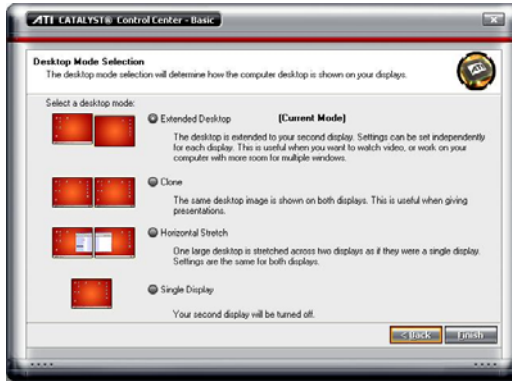 ATI CATALYST® Control Center - Basic
Desktop Mode Selection
The desktop mode selection will determine how the computer desktop is shown on your displays.
ATI
Select a desktop mode:
Extended Desktop [Current Mode]
The desktop is extended to your second display. Settings can be set independently
for each display. This is useful when you want to watch video, or work on your
computer with more room for multiple windows.
Clone
The same desktop image is shown on both displays. This is useful when giving
presentations.
Horizontal Stretch
One large desktop is stretched across two displays as if they were a single display.
Settings are the same for both displays.
Single Display
Your second display will be turned off.
< Back Finish